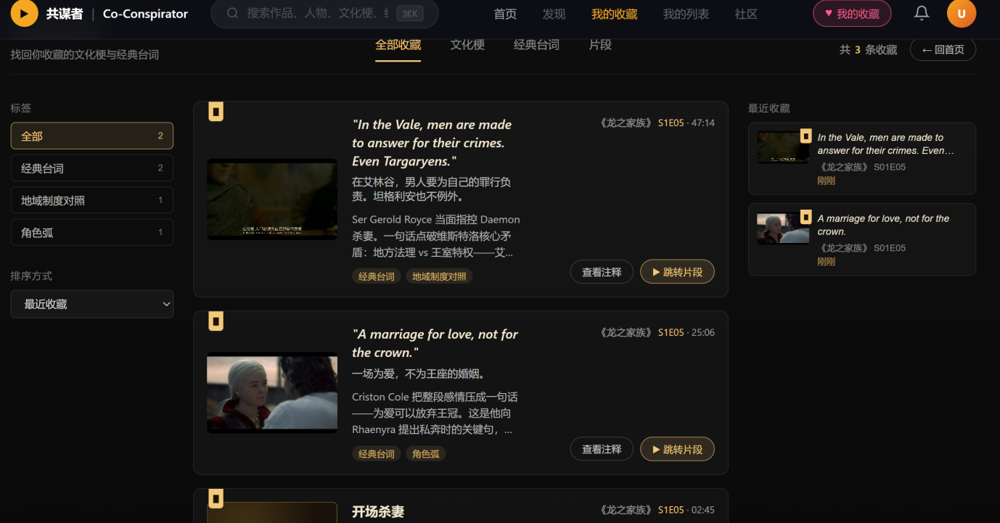 共谋者 | Co-Conspirator
搜索作品、人物、文化梗、
⌘K
首页
发现
我的收藏
我的列表
社区
♥ 我的收藏
U
找回你收藏的文化梗与经典台词
全部收藏
文化梗
经典台词
片段
共 3 条收藏
← 回首页
标签
全部 2
经典台词 2
地域制度对照 1
角色弧 1
排序方式
最近收藏
"In the Vale, men are made
to answer for their crimes.
Even Targaryens."
《龙之家族》 S1E05 · 47:14
在艾林谷，男人要为自己的罪行负
责。坦格利安也不例外。
Ser Gerold Royce 当面指控 Daemon
杀妻。一句话点破维斯特洛核心矛
盾：地方法理 vs 王室特权——艾...
经典台词
地域制度对照
查看注释
▶ 跳转片段
"A marriage for love, not for
the crown."
《龙之家族》 S1E05 · 25:06
一场为爱，不为王座的婚姻。
Criston Cole 把整段感情压成一句话
——为爱可以放弃王冠。这是他向
Rhaenyra 提出私奔时的关键句，...
经典台词
角色弧
查看注释
▶ 跳转片段
开场杀妻
《龙之家族》 S1E05 · 02:45
最近收藏
In the Vale, men are made to
answer for their crimes. Even…
《龙之家族》 S01E05
刚刚
A marriage for love, not for the
crown.
《龙之家族》 S01E05
刚刚